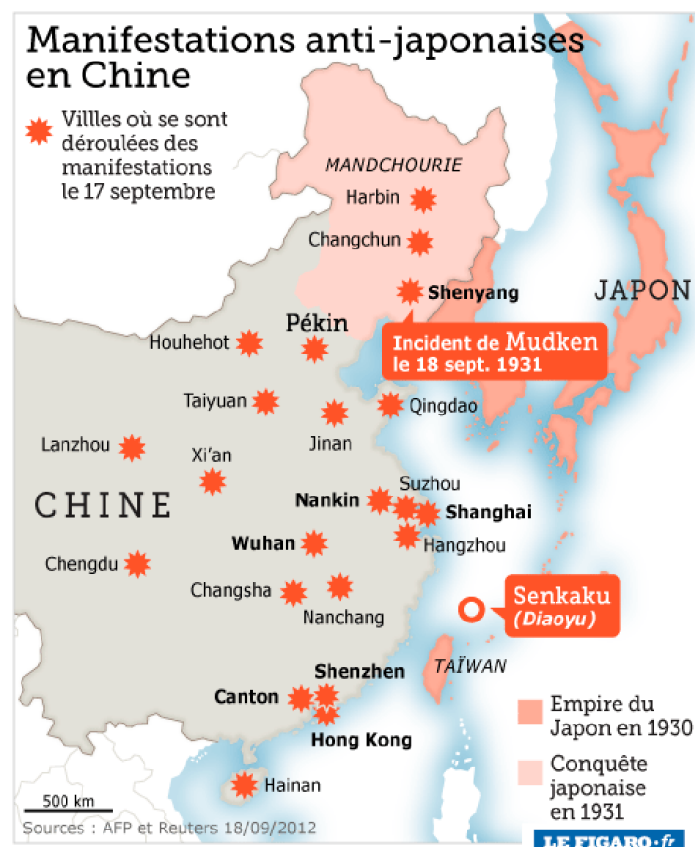 Manifestations anti-japonaises
en Chine
Villles où se sont
déroulées des
manifestations
le 17 septembre
MANDCHOURIE
Harbin
Changchun
Shenyang
JAPON
Pékin
Incident de Mudken
le 18 sept. 1931
Houhehot
Taiyuan
Qingdao
Jinan
Lanzhou
Xi'an
CHINE
Suzhou
Nankin
Shanghai
Wuhan
Hangzhou
Chengdu
Changsha
Nanchang
Senkaku
(Diaoyu)
TAÏWAN
Shenzhen
Canton
Hong Kong
Hainan
Empire du
Japon en 1930
Conquête
japonaise
en 1931
500 km
Sources : AFP et Reuters 18/09/2012
LE FIGARO·fr